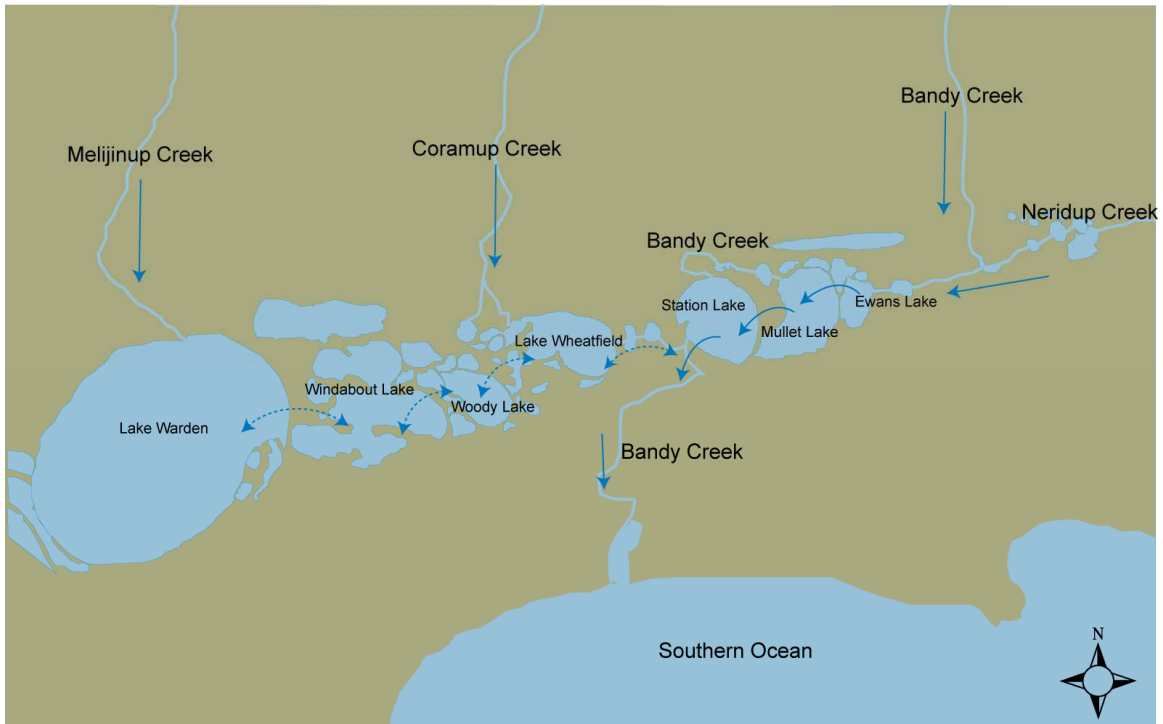 Bandy Creek
Melijinup Creek
Coramup Creek
Neridup Creek
Bandy Creek
Ewans Lake
Station Lake
Mullet Lake
Lake Wheatfield
Windabout Lake
Woody Lake
Lake Warden
Bandy Creek
Southern Ocean
N